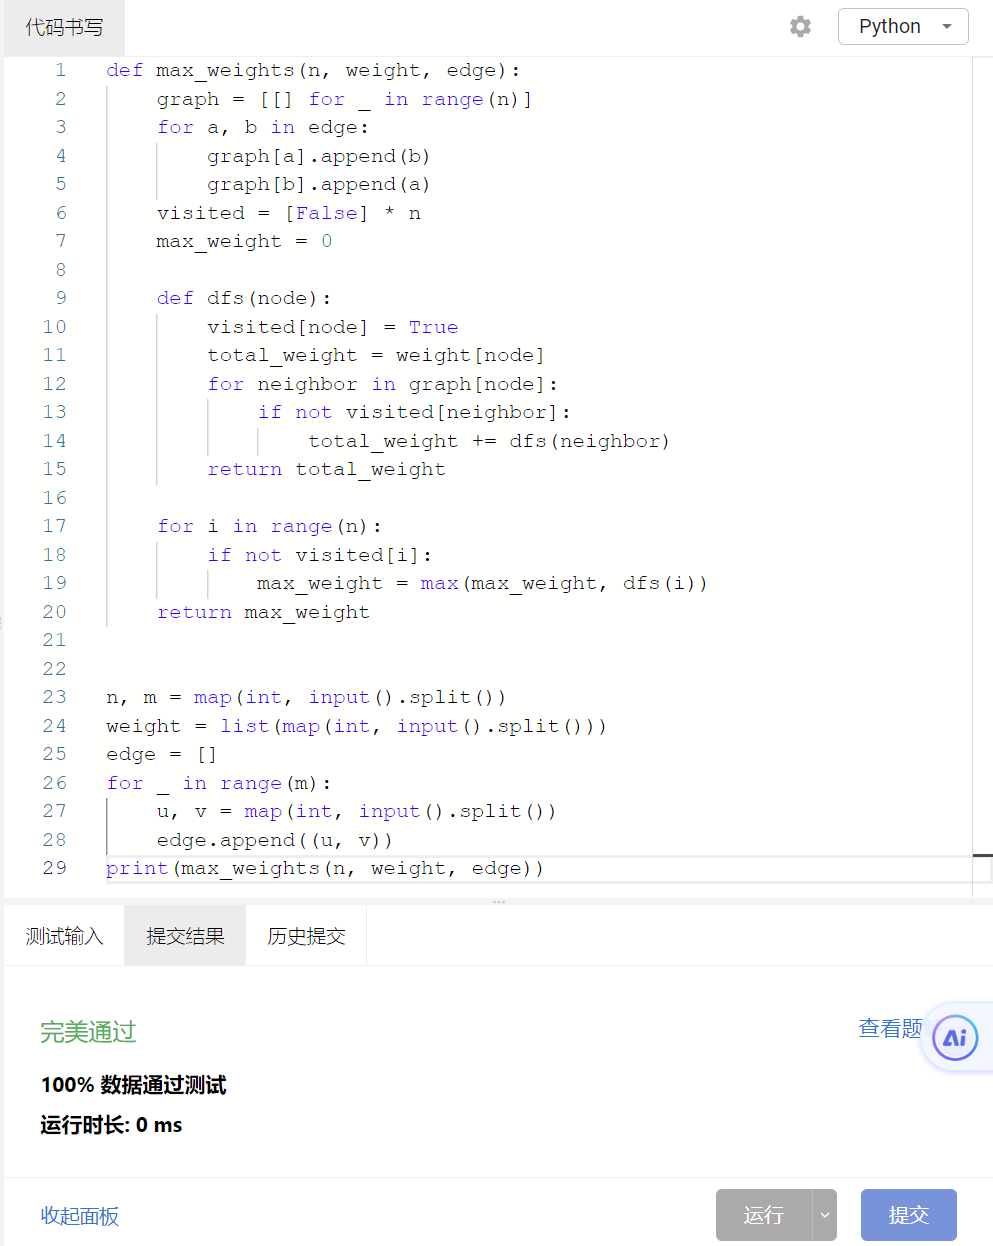 代码书写
Python
1 def max_weights(n, weight, edge):
2     graph = [[] for _ in range(n)]
3     for a, b in edge:
4         graph[a].append(b)
5         graph[b].append(a)
6     visited = [False] * n
7     max_weight = 0
8
9     def dfs(node):
10         visited[node] = True
11         total_weight = weight[node]
12         for neighbor in graph[node]:
13             if not visited[neighbor]:
14                 total_weight += dfs(neighbor)
15         return total_weight
16
17     for i in range(n):
18         if not visited[i]:
19             max_weight = max(max_weight, dfs(i))
20     return max_weight
21
22
23 n, m = map(int, input().split())
24 weight = list(map(int, input().split()))
25 edge = []
26 for _ in range(m):
27     u, v = map(int, input().split())
28     edge.append((u, v))
29 print(max_weights(n, weight, edge))
测试输入 提交结果 历史提交
完美通过
查看题
Ai
100% 数据通过测试
运行时长: 0 ms
收起面板
运行
提交